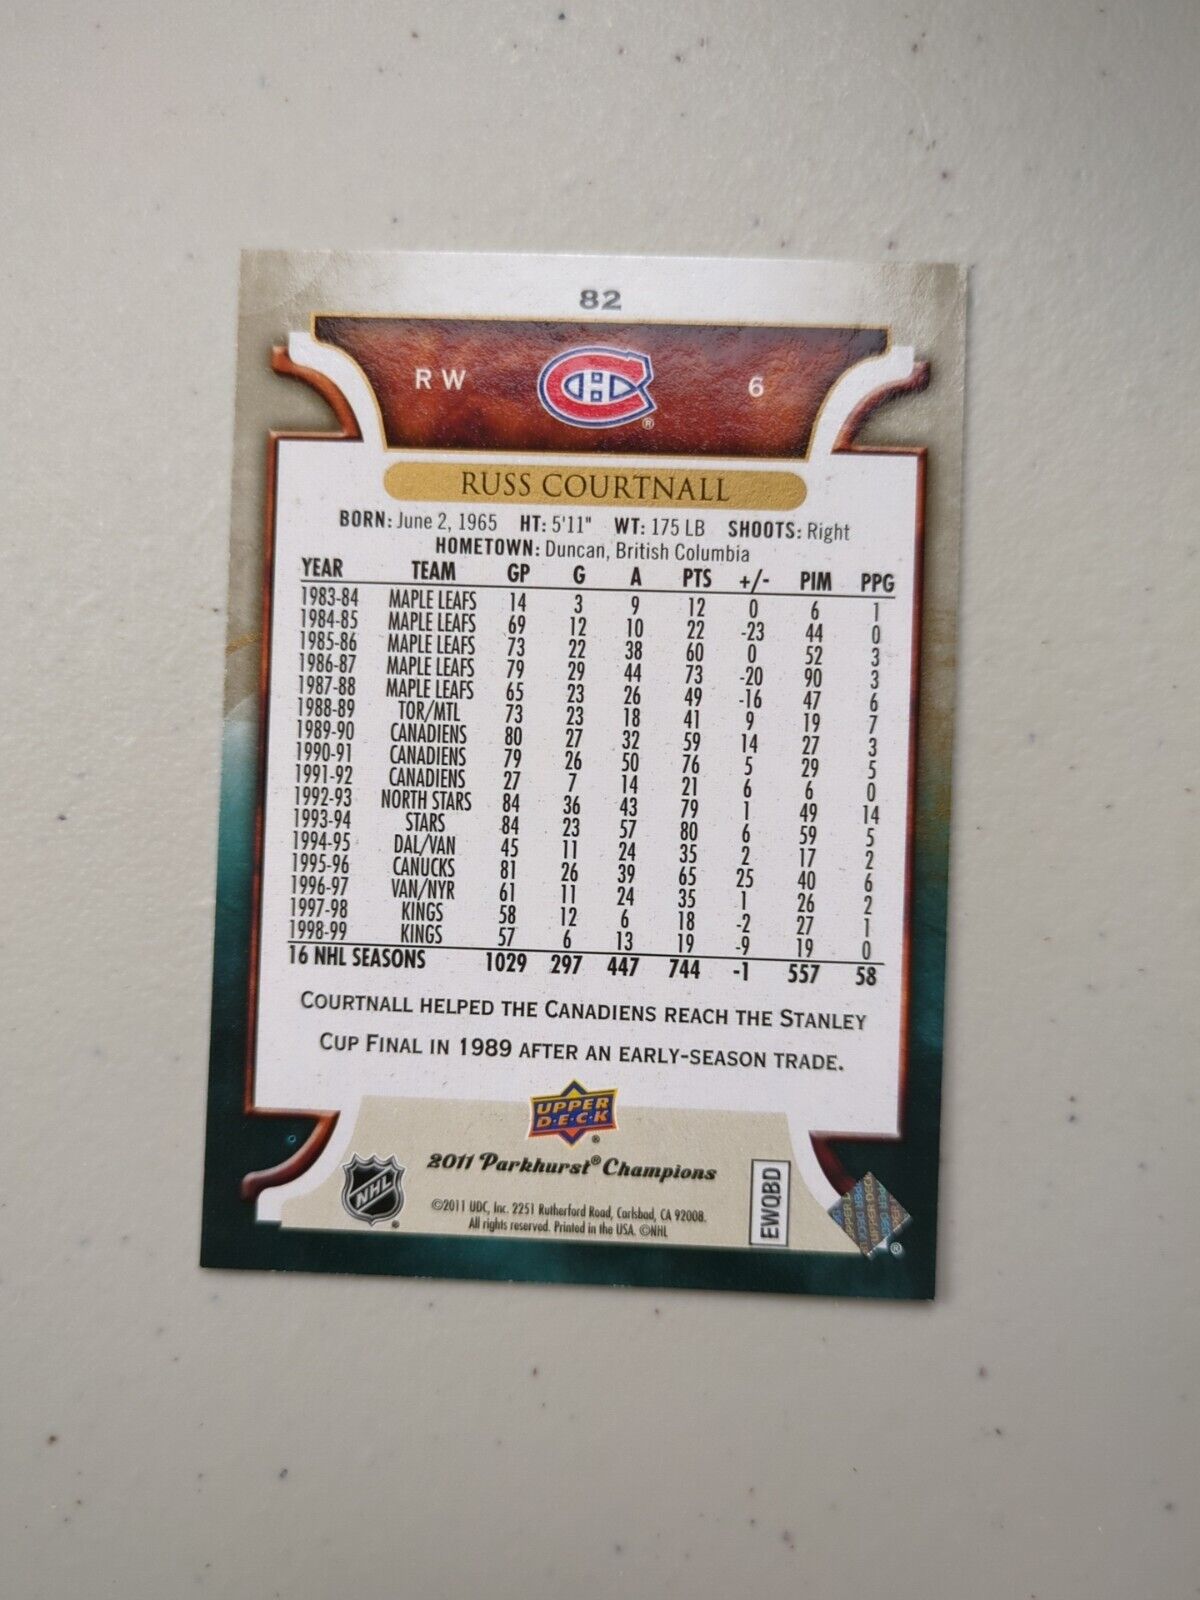 82
RW 6
RUSS COURTNALL
BORN: June 2, 1965 HT: 5'11" WT: 175 LB SHOOTS: Right
HOMETOWN: Duncan, British Columbia
YEAR TEAM GP G A PTS +/- PIM PPG
1983-84 MAPLE LEAFS 14 3 9 12 0 6 1
1984-85 MAPLE LEAFS 69 12 10 22 -23 44 0
1985-86 MAPLE LEAFS 73 22 38 60 0 52 3
1986-87 MAPLE LEAFS 79 29 44 73 -20 90 3
1987-88 MAPLE LEAFS 65 23 26 49 -16 47 6
1988-89 TOR/MTL 73 23 18 41 9 19 7
1989-90 CANADIENS 80 27 32 59 14 27 3
1990-91 CANADIENS 79 26 50 76 5 29 5
1991-92 CANADIENS 27 7 14 21 6 6 0
1992-93 NORTH STARS 84 36 43 79 1 49 14
1993-94 STARS 84 23 57 80 6 59 5
1994-95 DAL/VAN 45 11 24 35 2 17 2
1995-96 CANUCKS 81 26 39 65 25 40 6
1996-97 VAN/NYR 61 11 24 35 1 26 2
1997-98 KINGS 58 12 6 18 -2 27 1
1998-99 KINGS 57 6 13 19 -9 19 0
16 NHL SEASONS 1029 297 447 744 -1 557 58
COURTNALL HELPED THE CANADIENS REACH THE STANLEY
CUP FINAL IN 1989 AFTER AN EARLY-SEASON TRADE.
UPPER
D·E·C·K
®
2011 Parkhurst® Champions
NHL
®
©2011 UDC, Inc. 2251 Rutherford Road, Carlsbad, CA 92008.
All rights reserved. Printed in the USA. ©NHL
EWQBD
UPPER DECK
®